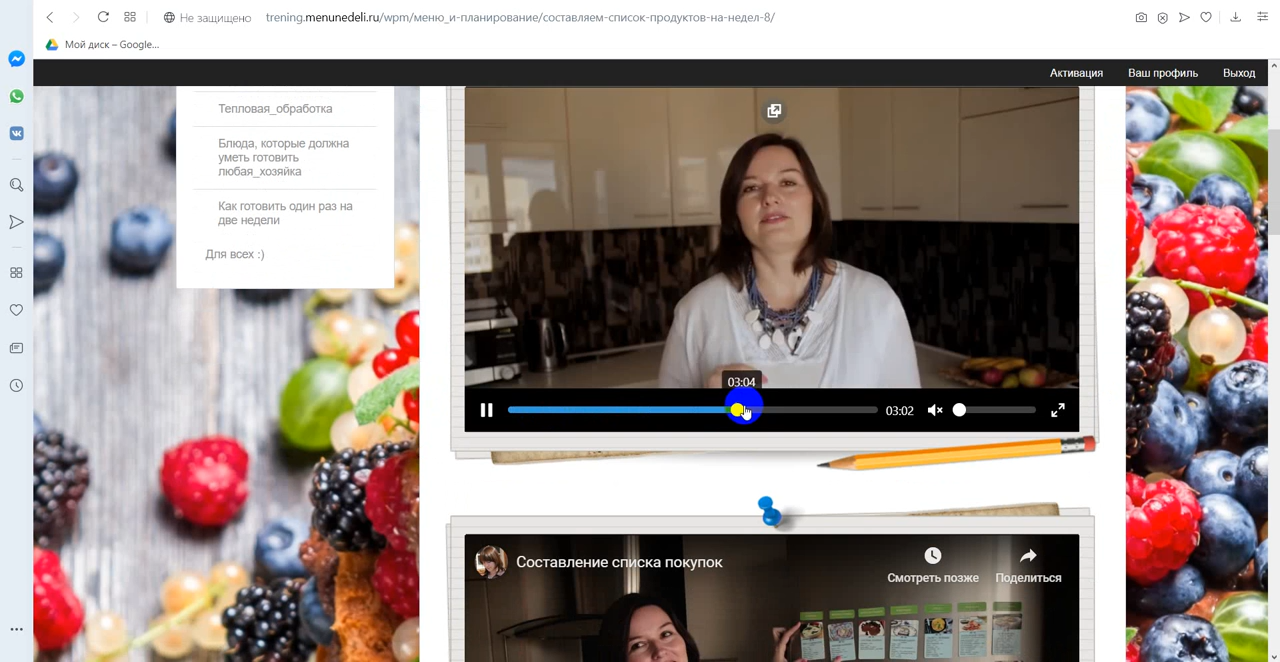 Не защищено
trening.menunedeli.ru/wpm/меню_и-планирование/составляем-список-продуктов-на-недел-8/
Мой диск – Google...
Активация
Ваш профиль
Выход
Тепловая_обработка
Блюда, которые должна
уметь готовить
любая_хозяйка
Как готовить один раз на
две недели
Для всех :)
03:04
03:02
Составление списка покупок
Смотреть позже
Поделиться